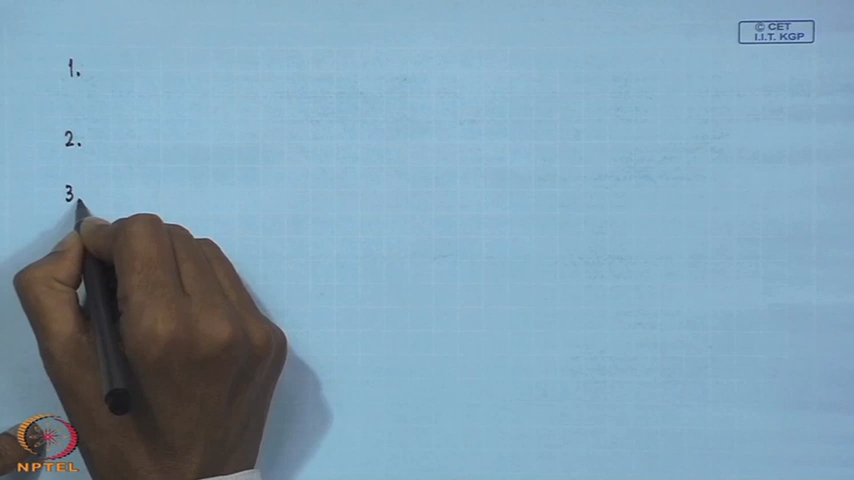 © CET
I.I.T. KGP
1.
2.
3
NPTEL